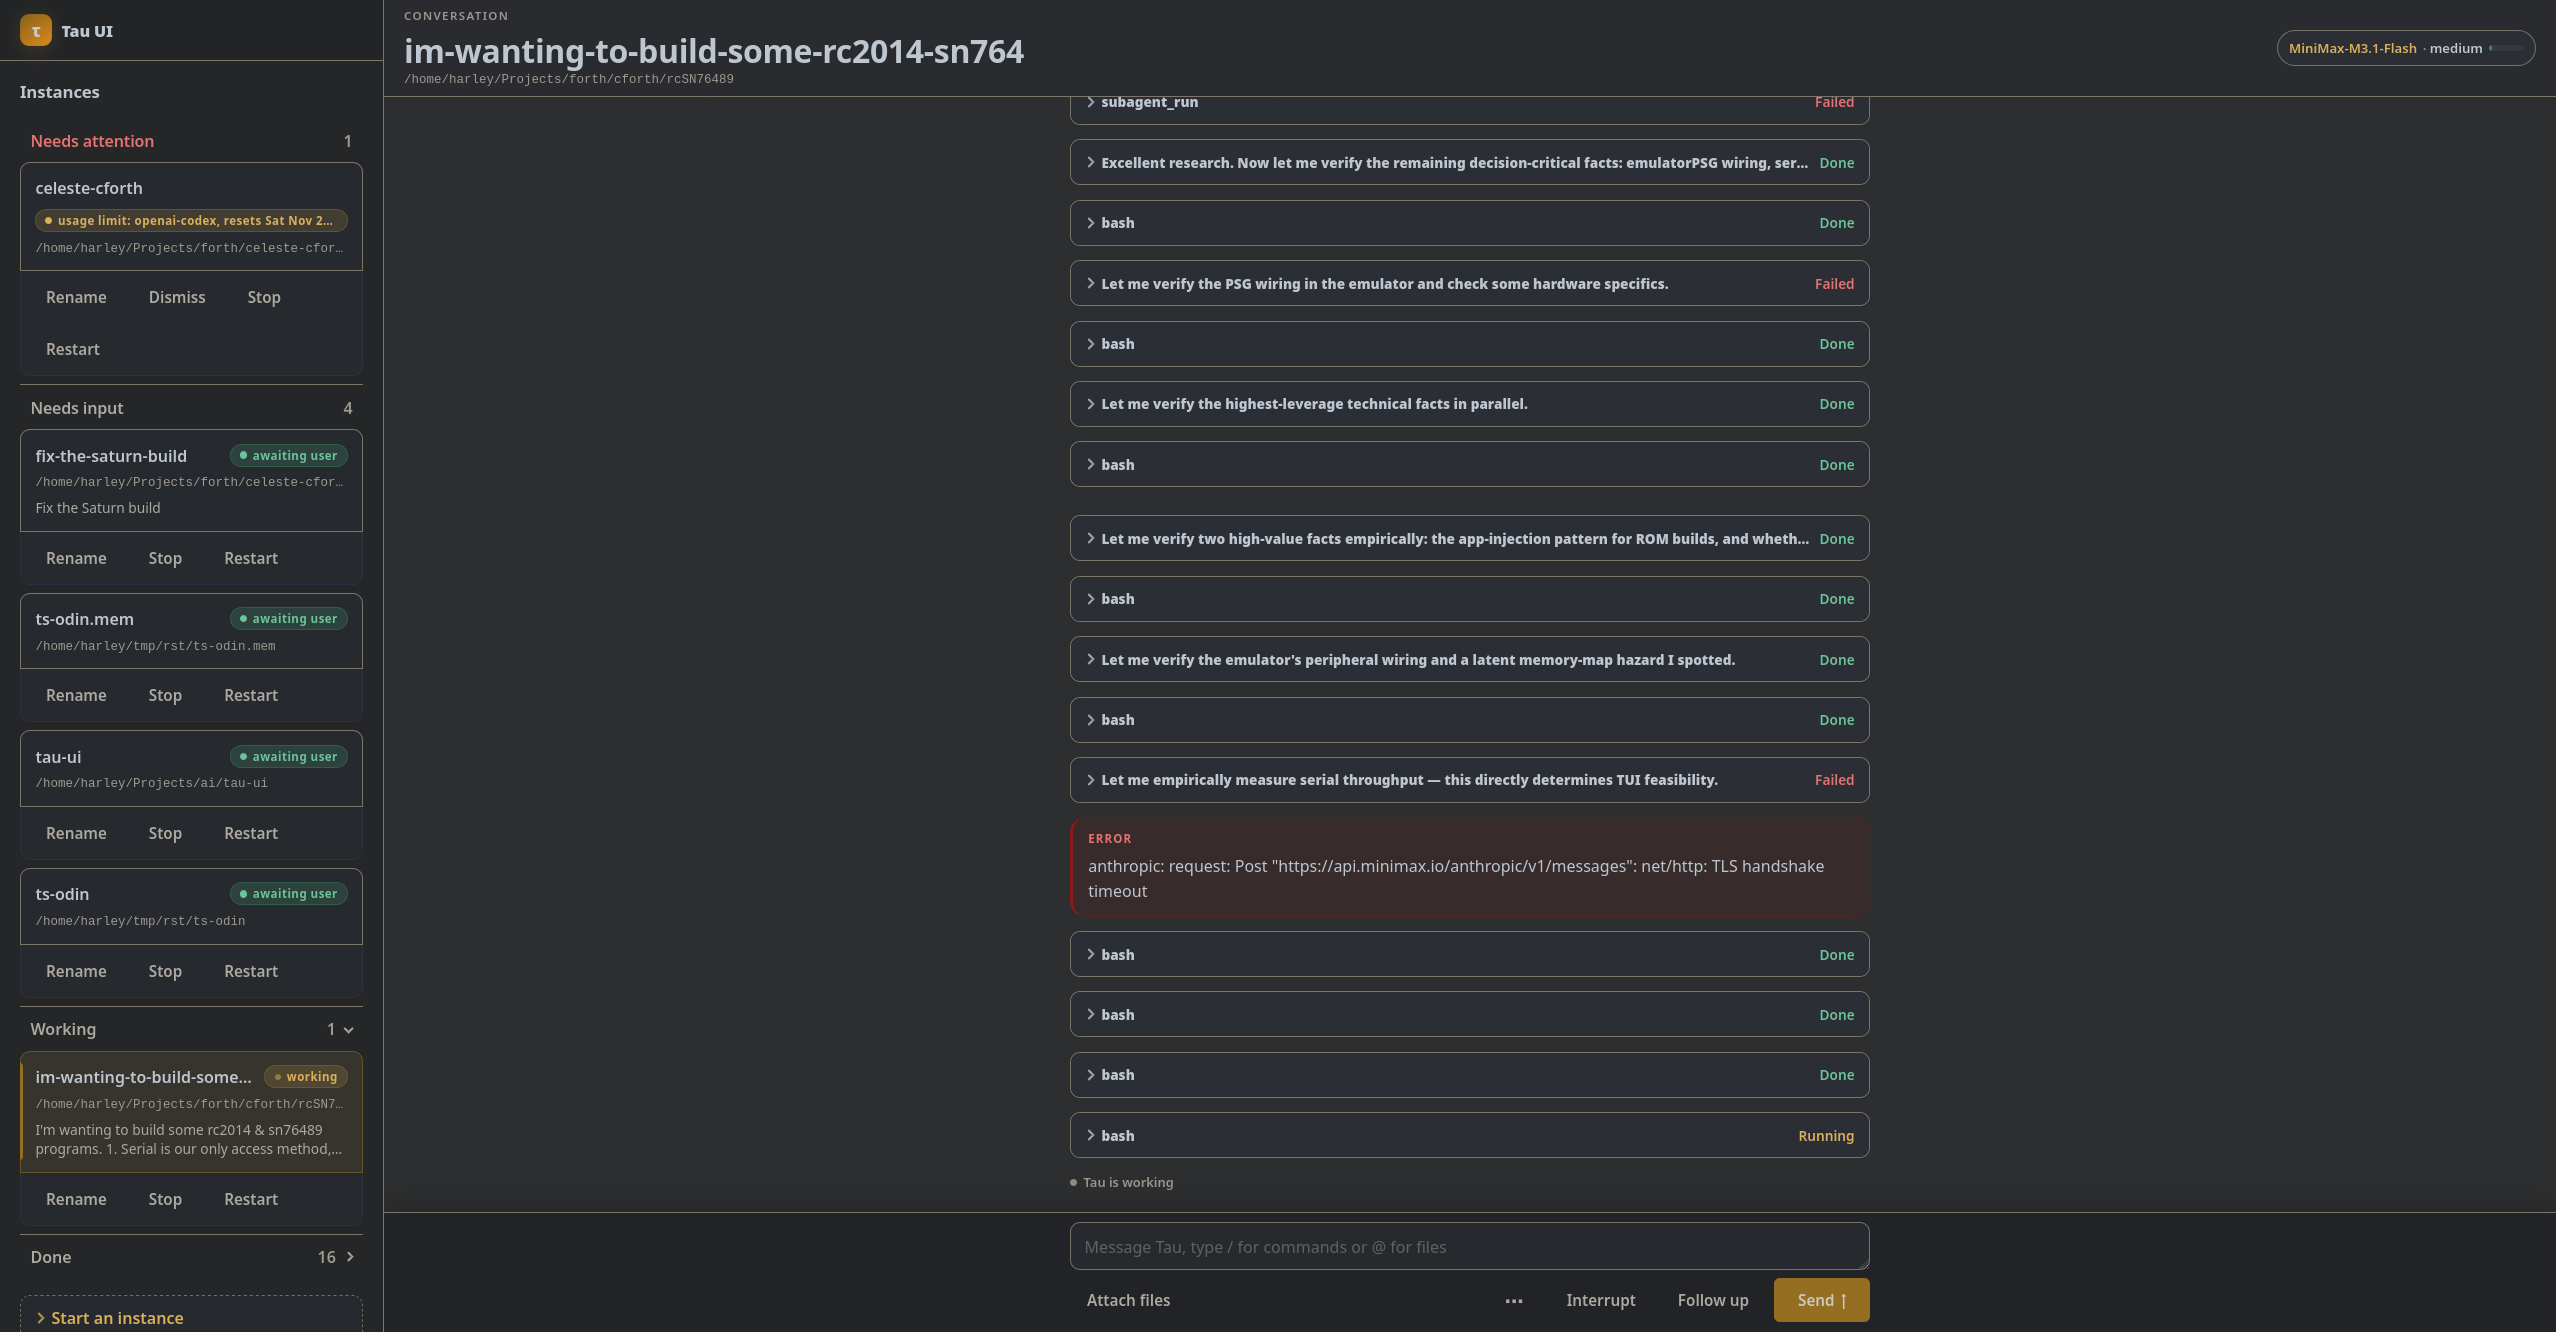 τ Tau UI
Instances
Needs attention 1
celeste-cforth
usage limit: openai-codex, resets Sat Nov 2...
/home/harley/Projects/forth/celeste-cfor…
Rename Dismiss Stop
Restart
Needs input 4
fix-the-saturn-build awaiting user
/home/harley/Projects/forth/celeste-cfor…
Fix the Saturn build
Rename Stop Restart
ts-odin.mem awaiting user
/home/harley/tmp/rst/ts-odin.mem
Rename Stop Restart
tau-ui awaiting user
/home/harley/Projects/ai/tau-ui
Rename Stop Restart
ts-odin awaiting user
/home/harley/tmp/rst/ts-odin
Rename Stop Restart
Working 1
im-wanting-to-build-some... working
/home/harley/Projects/forth/cforth/rcSN7…
I'm wanting to build some rc2014 & sn76489
programs. 1. Serial is our only access method,...
Rename Stop Restart
Done 16
Start an instance
CONVERSATION
im-wanting-to-build-some-rc2014-sn764
/home/harley/Projects/forth/cforth/rcSN76489
MiniMax-M3.1-Flash · medium
subagent_run Failed
Excellent research. Now let me verify the remaining decision-critical facts: emulatorPSG wiring, ser... Done
bash Done
Let me verify the PSG wiring in the emulator and check some hardware specifics. Failed
bash Done
Let me verify the highest-leverage technical facts in parallel. Done
bash Done
Let me verify two high-value facts empirically: the app-injection pattern for ROM builds, and wheth... Done
bash Done
Let me verify the emulator's peripheral wiring and a latent memory-map hazard I spotted. Done
bash Done
Let me empirically measure serial throughput — this directly determines TUI feasibility. Failed
ERROR
anthropic: request: Post "https://api.minimax.io/anthropic/v1/messages": net/http: TLS handshake
timeout
bash Done
bash Done
bash Done
bash Running
Tau is working
Message Tau, type / for commands or @ for files
Attach files ··· Interrupt Follow up Send ↑